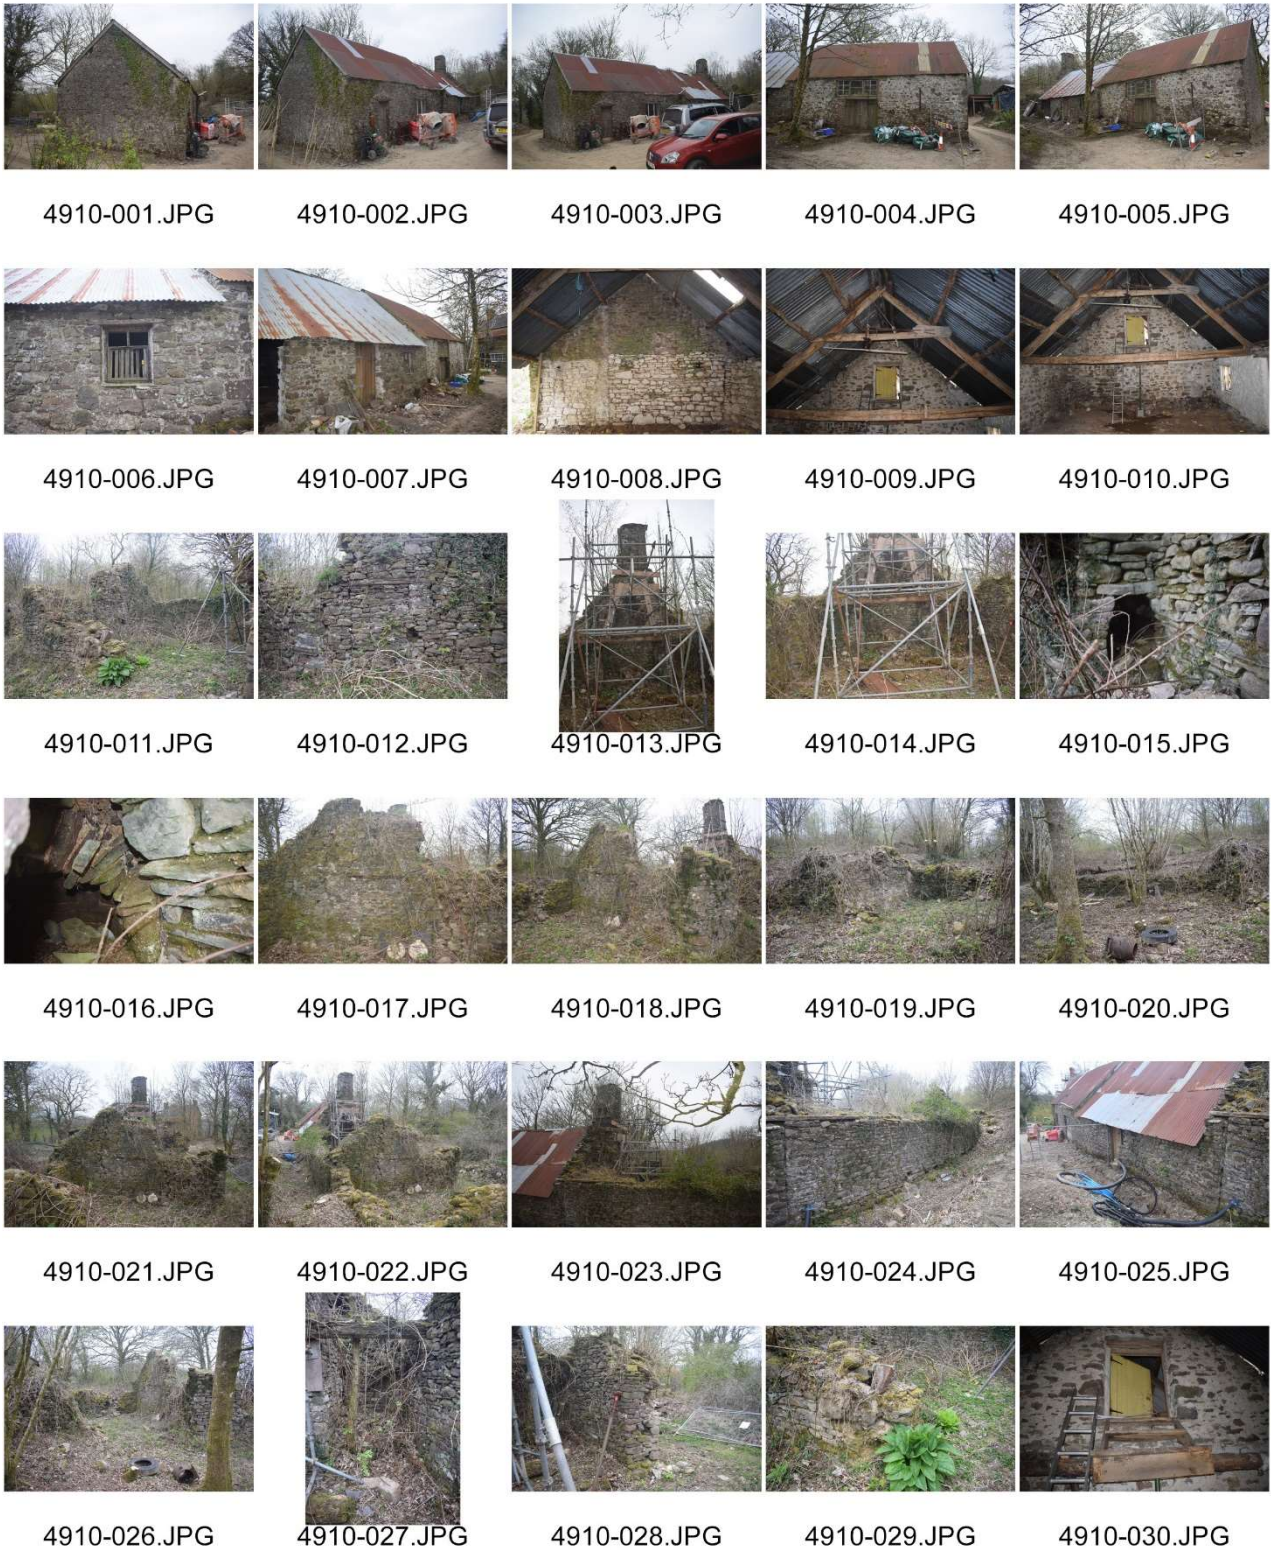 4910-001.JPG 4910-002.JPG 4910-003.JPG 4910-004.JPG 4910-005.JPG
4910-006.JPG 4910-007.JPG 4910-008.JPG 4910-009.JPG 4910-010.JPG
4910-011.JPG 4910-012.JPG 4910-013.JPG 4910-014.JPG 4910-015.JPG
4910-016.JPG 4910-017.JPG 4910-018.JPG 4910-019.JPG 4910-020.JPG
4910-021.JPG 4910-022.JPG 4910-023.JPG 4910-024.JPG 4910-025.JPG
4910-026.JPG 4910-027.JPG 4910-028.JPG 4910-029.JPG 4910-030.JPG